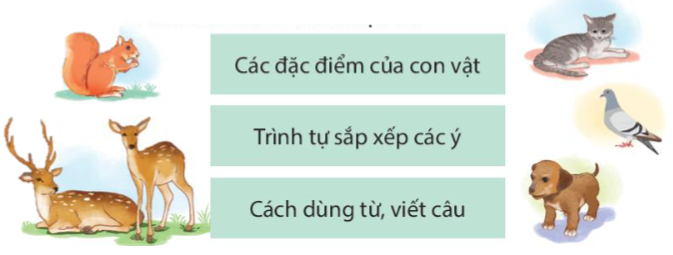 Các đặc điểm của con vật
Trình tự sắp xếp các ý
Cách dùng từ, viết câu